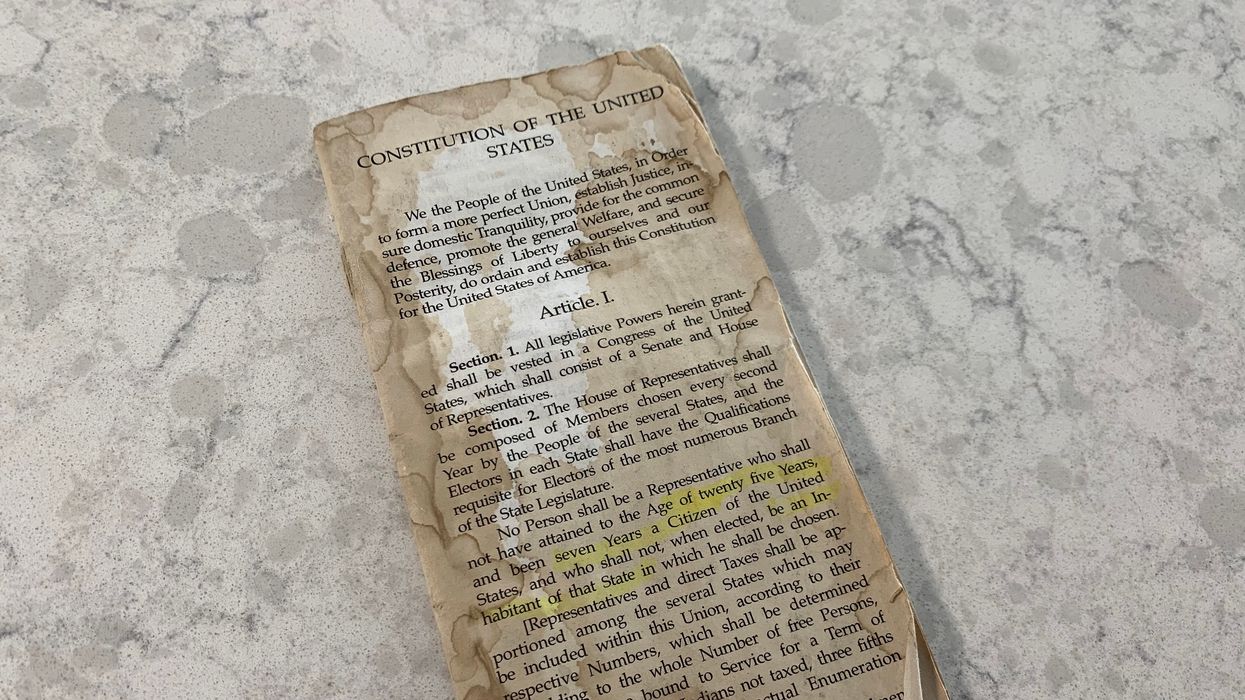 CONSTITUTION OF THE UNITED
STATES
We the People of the United States, in Order
to form a more perfect Union, establish Justice, in-
sure domestic Tranquility, provide for the common
defence, promote the general Welfare, and secure
the Blessings of Liberty to ourselves and our
Posterity, do ordain and establish this Constitution
for the United States of America.
Article. I.
Section. 1. All legislative Powers herein grant-
ed shall be vested in a Congress of the United
States, which shall consist of a Senate and House
of Representatives.
Section. 2. The House of Representatives shall
be composed of Members chosen every second
Year by the People of the several States, and the
Electors in each State shall have the Qualifications
requisite for Electors of the most numerous Branch
of the State Legislature.
No Person shall be a Representative who shall
not have attained to the Age of twenty five Years,
and been seven Years a Citizen of the United
States, and who shall not, when elected, be an In-
habitant of that State in which he shall be chosen.
[Representatives and direct Taxes shall be ap-
portioned among the several States which may
be included within this Union, according to their
respective Numbers, which shall be determined
to the whole Number of free Persons,
bound to Service for a Term of
not taxed, three fifths
Enumeration